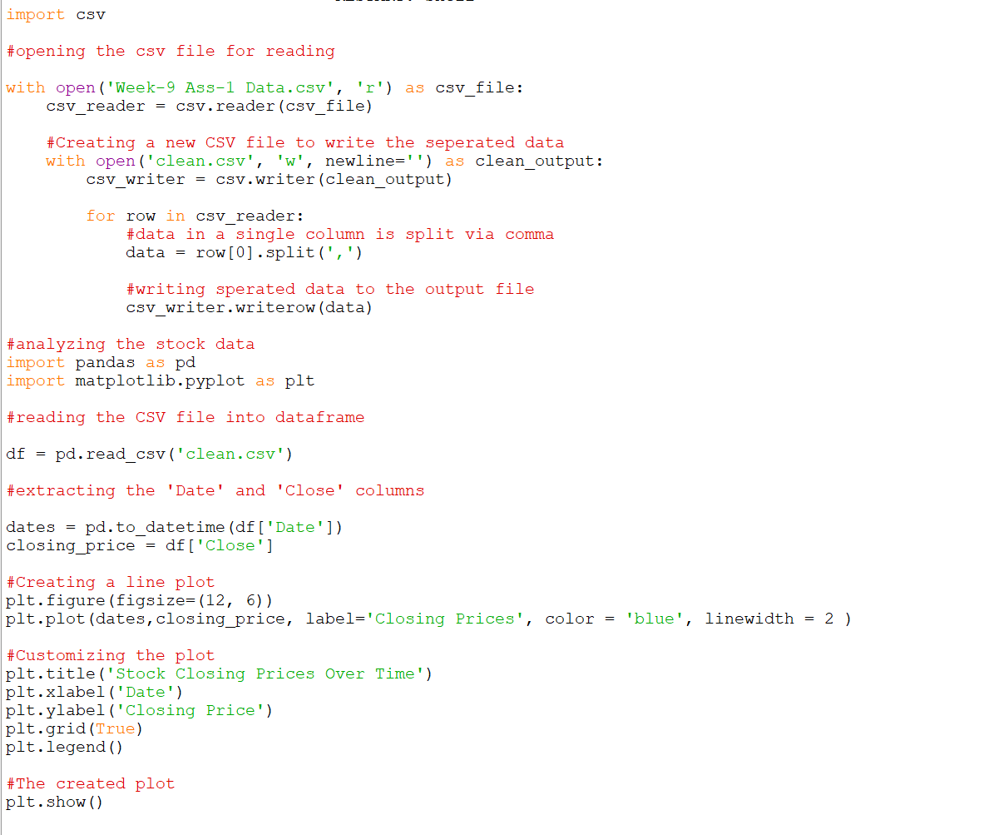 import csv
#opening the csv file for reading
with open('Week-9 Ass-1 Data.csv', 'r') as csv_file:
    csv_reader = csv.reader(csv_file)
    #Creating a new CSV file to write the seperated data
    with open('clean.csv', 'w', newline='') as clean_output:
        csv_writer = csv.writer(clean_output)
        for row in csv_reader:
            #data in a single column is split via comma
            data = row[0].split(',')
            #writing sperated data to the output file
            csv_writer.writerow(data)
#analyzing the stock data
import pandas as pd
import matplotlib.pyplot as plt
#reading the CSV file into dataframe
df = pd.read_csv('clean.csv')
#extracting the 'Date' and 'Close' columns
dates = pd.to_datetime(df['Date'])
closing_price = df['Close']
#Creating a line plot
plt.figure(figsize=(12, 6))
plt.plot(dates,closing_price, label='Closing Prices', color = 'blue', linewidth = 2 )
#Customizing the plot
plt.title('Stock Closing Prices Over Time')
plt.xlabel('Date')
plt.ylabel('Closing Price')
plt.grid(True)
plt.legend()
#The created plot
plt.show()